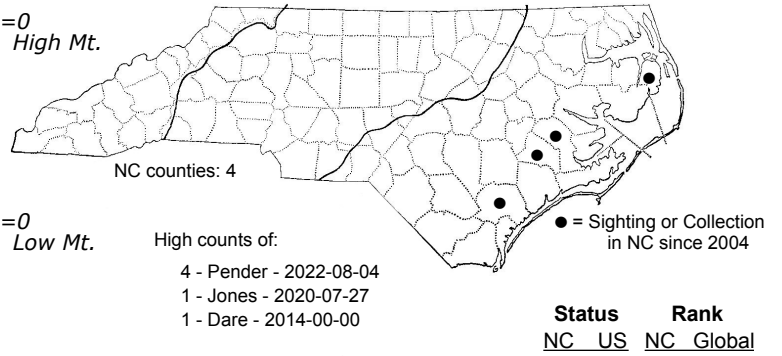 =0
High Mt.
NC counties: 4
=0
Low Mt.
High counts of:
4 - Pender - 2022-08-04
1 - Jones - 2020-07-27
1 - Dare - 2014-00-00
● = Sighting or Collection
in NC since 2004
Status Rank
NC US NC Global